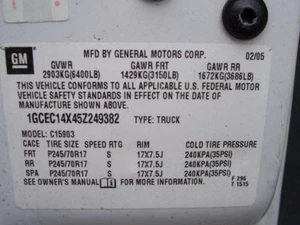 GM
MFD BY GENERAL MOTORS CORP. 02/05
GVWR GAWR FRT GAWR RR
2903KG(6400LB) 1429KG(3150LB) 1672KG(3686LB)
THIS VEHICLE CONFORMS TO ALL APPLICABLE U.S. FEDERAL MOTOR
VEHICLE SAFETY STANDARDS IN EFFECT ON THE DATE OF
MANUFACTURE SHOWN ABOVE.
1GCEC14X45Z249382 TYPE: TRUCK
MODEL: C15903
TIRE SIZE SPEED RTG RIM COLD TIRE PRESSURE
FRT P245/70R17 S 17X7.5J 240KPA(35PSI)
RR P245/70R17 S 17X7.5J 240KPA(35PSI)
SPA P245/70R17 S 17X7.5J 240KPA(35PSI)
SEE OWNER'S MANUAL FOR MORE INFORMATION.
T 1515